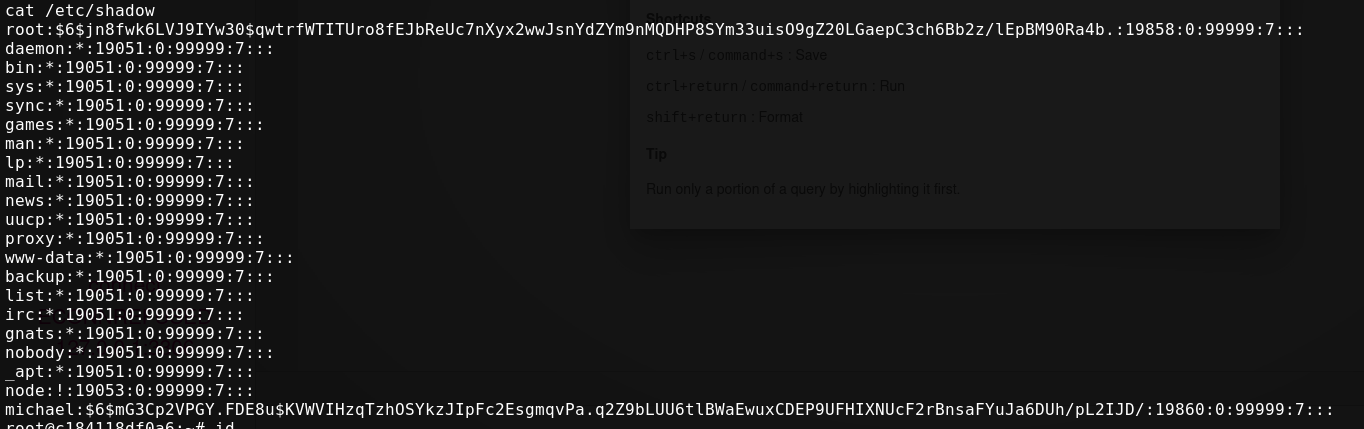 cat /etc/shadow
root:$6$jn8fwk6LVJ9IYw30$qwtrfWTITUro8fEJbReUc7nXyx2wwJsnYdZYm9nMQDHP8SYm33uisO9gZ20LGaepC3ch6Bb2z/lEpBM90Ra4b.:19858:0:99999:7:::
daemon:*:19051:0:99999:7:::
bin:*:19051:0:99999:7:::
sys:*:19051:0:99999:7:::
sync:*:19051:0:99999:7:::
games:*:19051:0:99999:7:::
man:*:19051:0:99999:7:::
lp:*:19051:0:99999:7:::
mail:*:19051:0:99999:7:::
news:*:19051:0:99999:7:::
uucp:*:19051:0:99999:7:::
proxy:*:19051:0:99999:7:::
www-data:*:19051:0:99999:7:::
backup:*:19051:0:99999:7:::
list:*:19051:0:99999:7:::
irc:*:19051:0:99999:7:::
gnats:*:19051:0:99999:7:::
nobody:*:19051:0:99999:7:::
_apt:*:19051:0:99999:7:::
node:!:19053:0:99999:7:::
michael:$6$mG3Cp2VPGY.FDE8u$KVWVIHzqTzhOSYkzJIpFc2EsgmqvPa.q2Z9bLUU6tlBWaEwuxCDEP9UFHIXNUcF2rBnsaFYuJa6DUh/pL2IJD/:19860:0:99999:7:::
root@c184118df0a6:~# id
Shortcuts
ctrl+s / command+s : Save
ctrl+return / command+return : Run
shift+return : Format
Tip
Run only a portion of a query by highlighting it first.